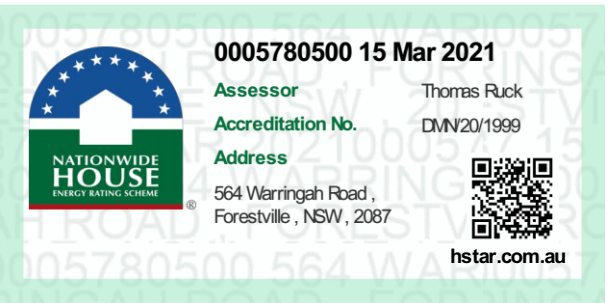 0005780500 15 Mar 2021
Assessor Thomas Ruck
Accreditation No. DMN/20/1999
Address
564 Warringah Road ,
Forestville , NSW , 2087
NATIONWIDE
HOUSE
ENERGY RATING SCHEME
®
hstar.com.au